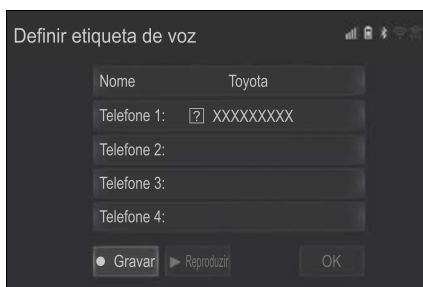 Definir etiqueta de voz
Nome Toyota
Telefone 1: ? XXXXXXXXX
Telefone 2:
Telefone 3:
Telefone 4:
Gravar Reproduzir OK